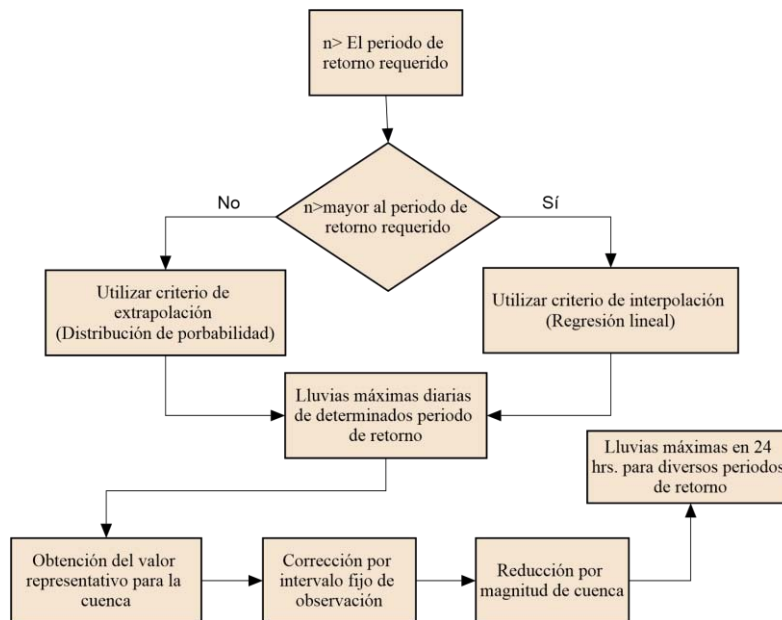 n> El periodo de
retorno requerido
n>mayor al periodo de
retorno requerido
No
Sí
Utilizar criterio de
extrapolación
(Distribución de porbabilidad)
Utilizar criterio de interpolación
(Regresión lineal)
Lluvias máximas diarias
de determinados periodo
de retorno
Obtención del valor
representativo para la
cuenca
Corrección por
intervalo fijo de
observación
Reducción por
magnitud de cuenca
Lluvias máximas en 24
hrs. para diversos periodos
de retorno